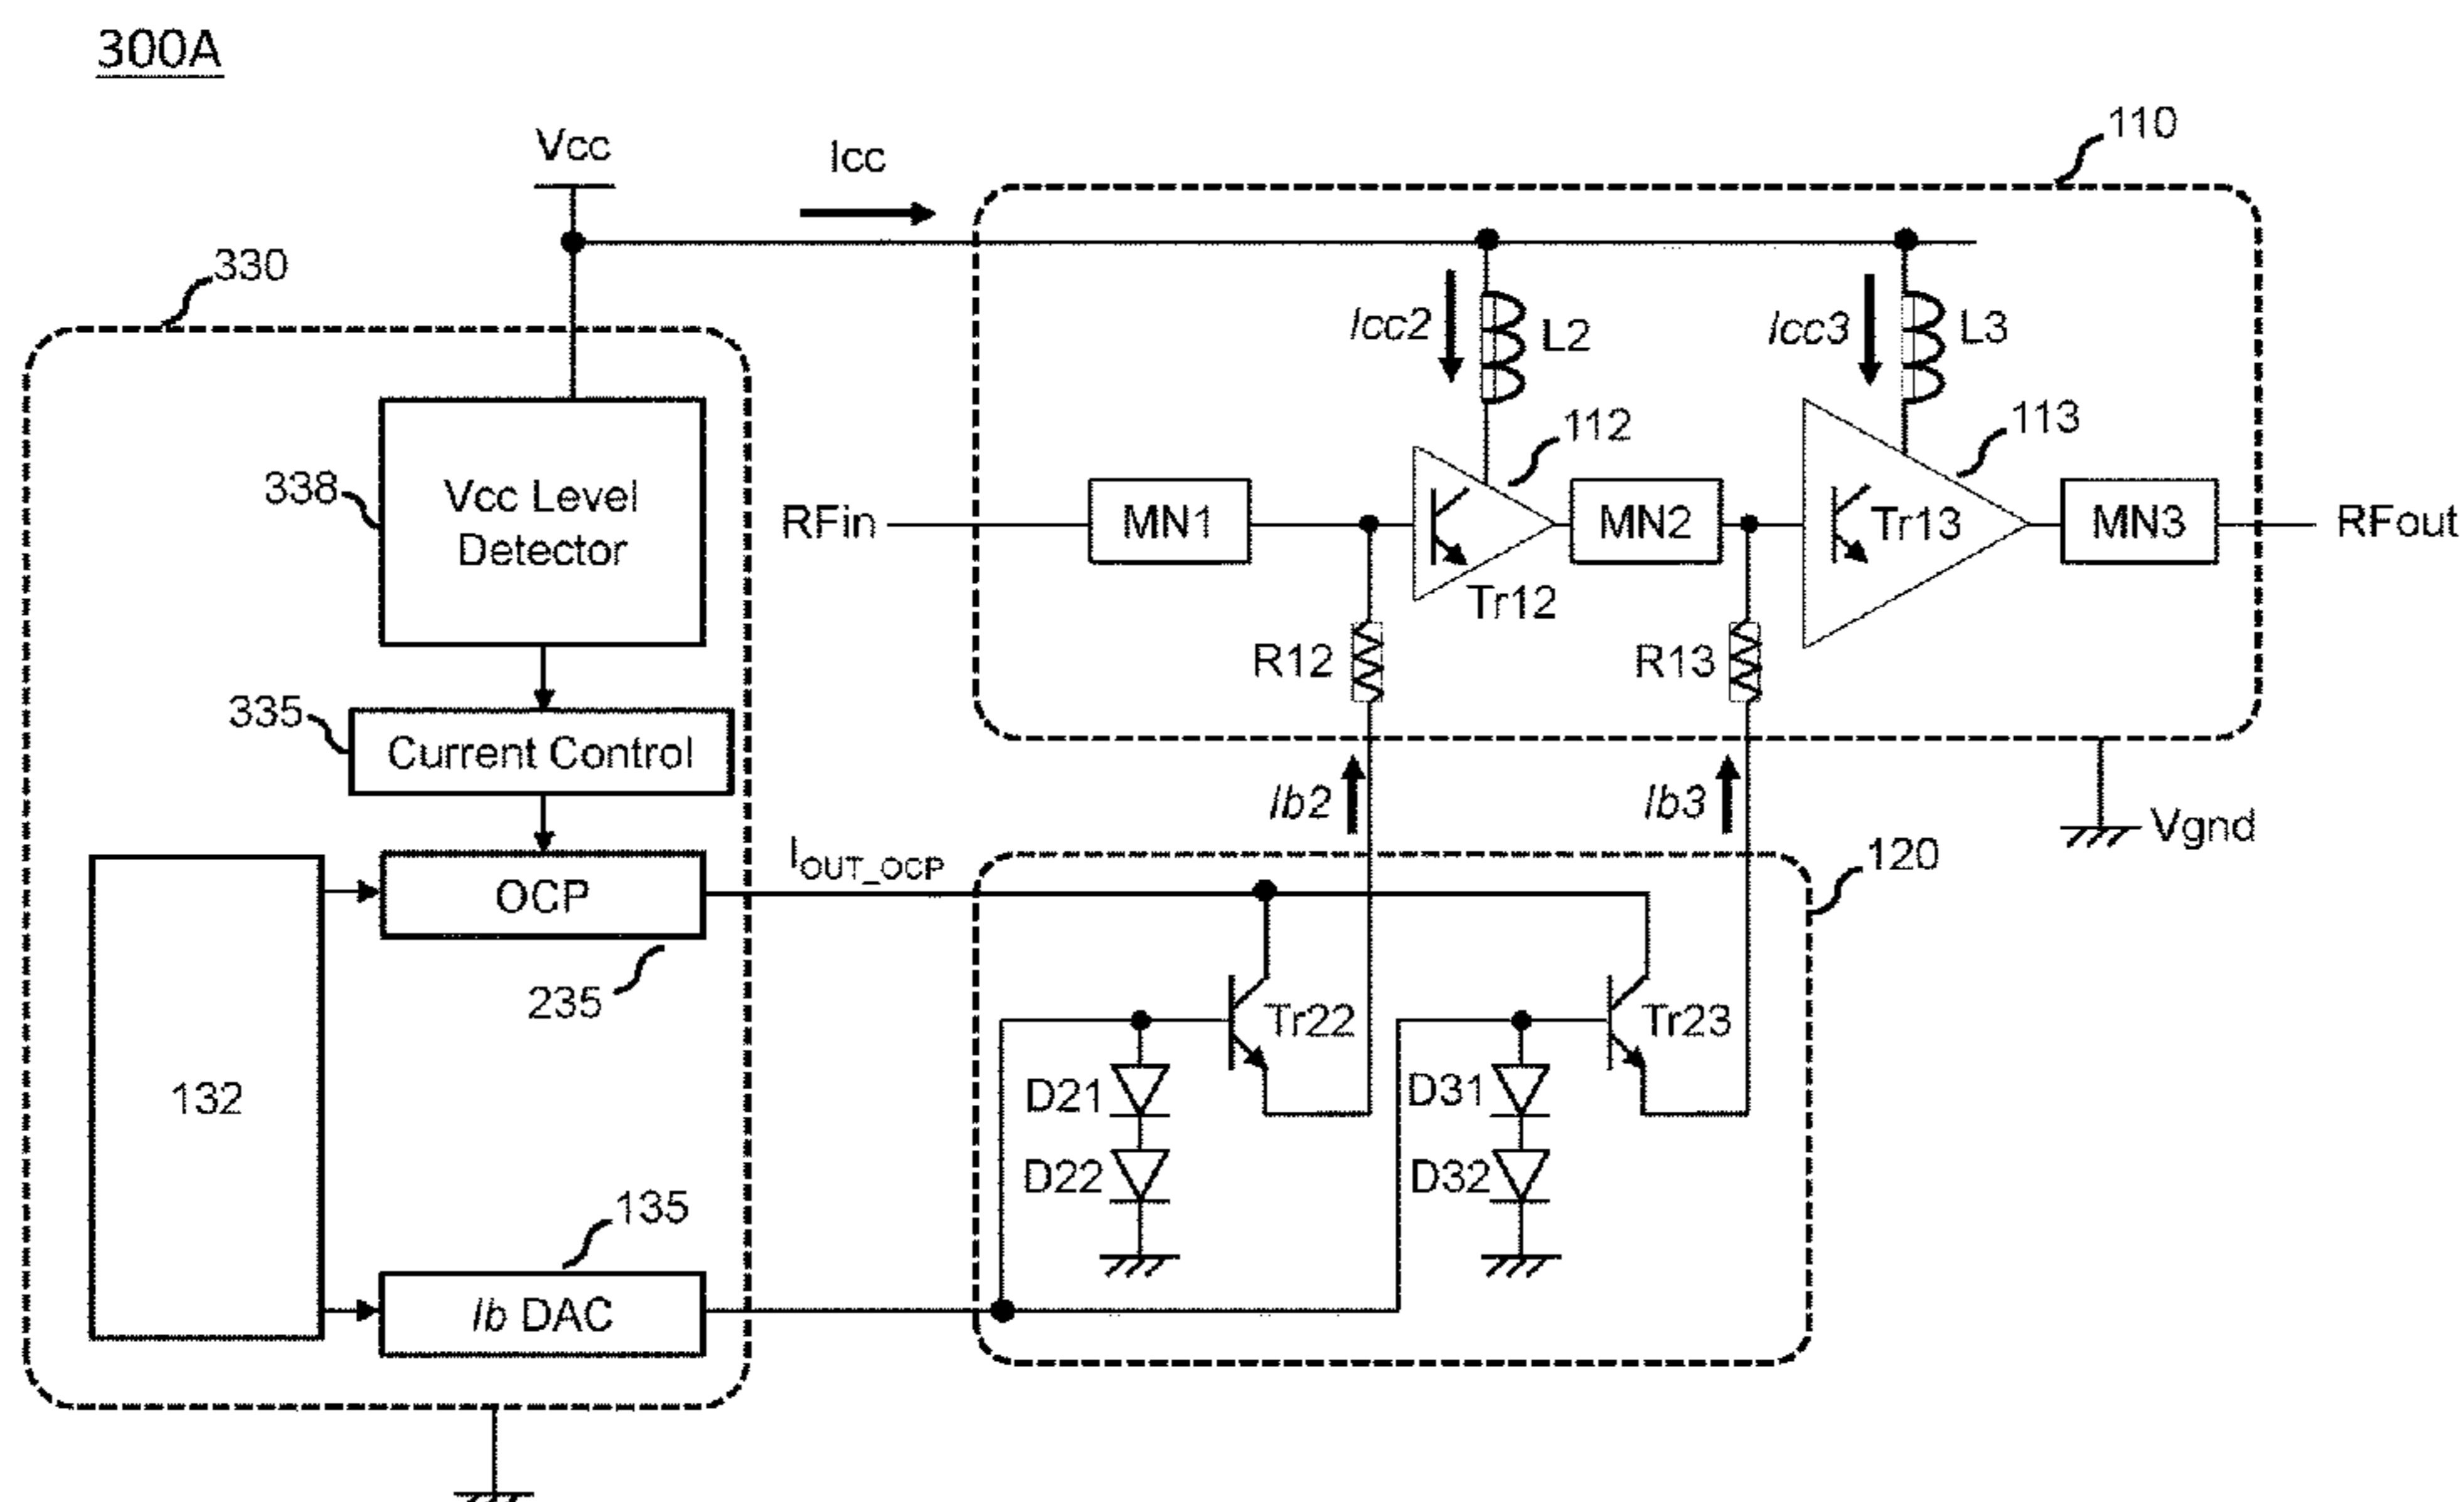 300A
Vcc
Icc
110
330
Icc2
L2
Icc3
L3
112
113
338
Vcc Level
Detector
RFin
MN1
MN2
Tr13
MN3
RFout
Tr12
R12
R13
335
Current Control
Ib2
Ib3
Vgnd
IOUT_OCP
120
OCP
235
Tr22
Tr23
132
D21
D31
D22
D32
135
Ib DAC